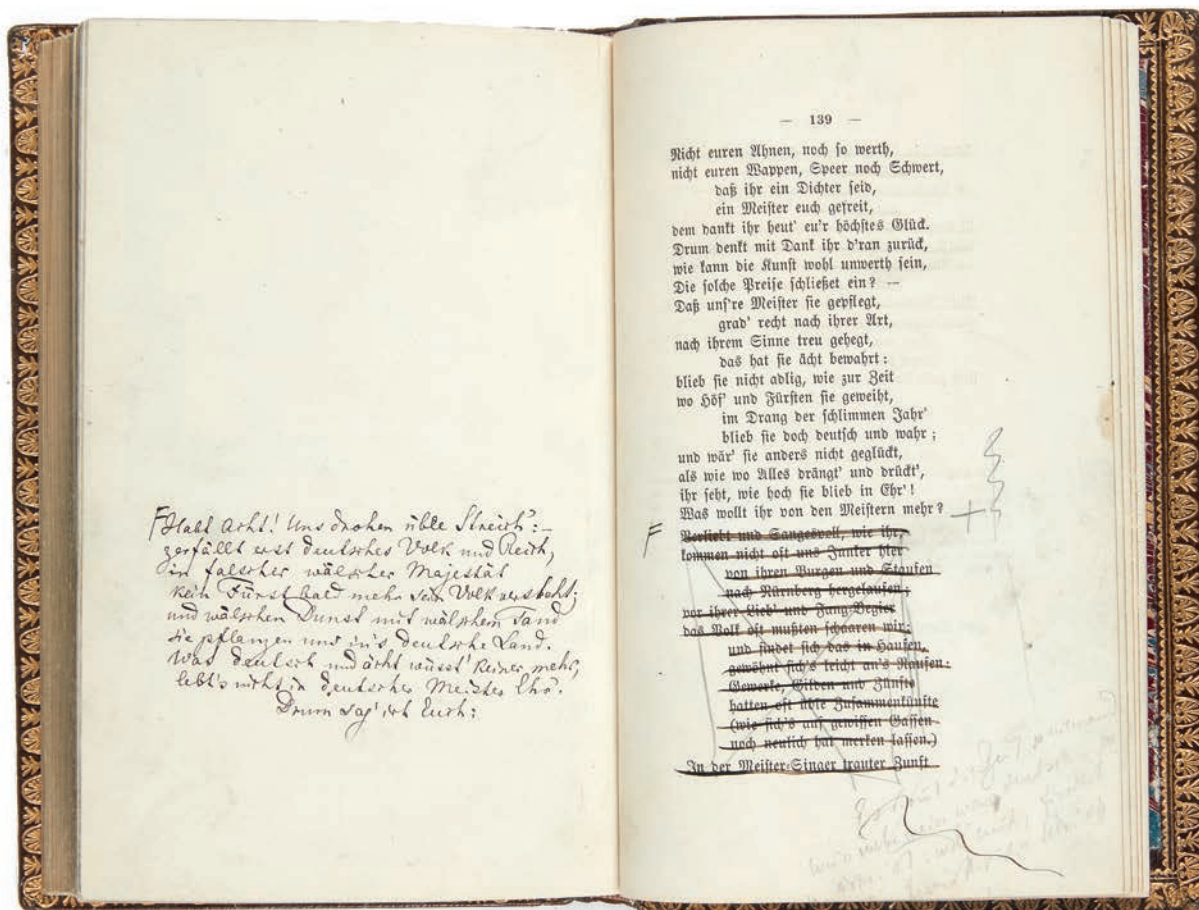 Habt Acht! Uns drohen üble Streich': –
zerfällt erst deutsches Volk und Reich,
in falscher wälscher Majestät
kein Fürst bald mehr sein Volk versteht;
und wälschen Dunst mit wälschem Tand
sie pflanzen uns in's deutsche Land.
Was deutsch und ächt wüsst' keiner mehr,
lebt's nicht in deutscher Meister Ehr'.
Drum sag' ich Euch:
— 139 —
Nicht euren Ahnen, noch so werth,
nicht euren Wappen, Speer noch Schwert,
daß ihr ein Dichter seid,
ein Meister euch gefreit,
dem dankt ihr heut' eu'r höchstes Glück.
Drum denkt mit Dank ihr d'ran zurück,
wie kann die Kunst wohl unwerth sein,
Die solche Preise schließet ein? —
Daß uns're Meister sie gepflegt,
grad' recht nach ihrer Art,
nach ihrem Sinne treu gehegt,
das hat sie ächt bewahrt:
blieb sie nicht adlig, wie zur Zeit
wo Höf' und Fürsten sie geweiht,
im Drang der schlimmen Jahr'
blieb sie doch deutsch und wahr;
und wär' sie anders nicht geglückt,
als wie wo Alles drängt' und drückt',
ihr seht, wie hoch sie blieb in Ehr'!
Was wollt ihr von den Meistern mehr?
Verliebt und Sangesvoll, wie ihr,
kommen nicht oft uns Junker hier
von ihren Burgen und Staufen
nach Nürnberg hergelaufen;
vor ihrer Lieb' und Fang-Begier
das Volk oft mußten schaaren wir;
und findet sich das in Haufen,
gewöhnt sich's leicht an's Raufen:
Gewerke, Gilden und Zünfte
hatten oft üble Zusammenkünfte
(wie sich's auf gewissen Gassen
noch neulich hat merken lassen.)
In der Meister-Singer trauter Zunft